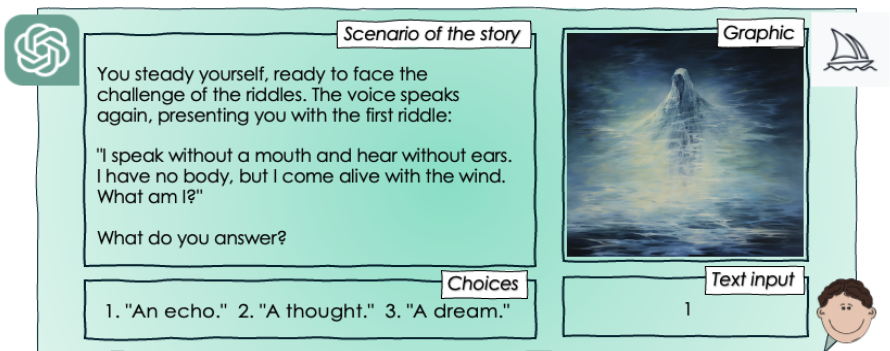 Scenario of the story
You steady yourself, ready to face the
challenge of the riddles. The voice speaks
again, presenting you with the first riddle:
"I speak without a mouth and hear without ears.
I have no body, but I come alive with the wind.
What am I?"
What do you answer?
Graphic
Choices
1. "An echo." 2. "A thought." 3. "A dream."
Text input
1